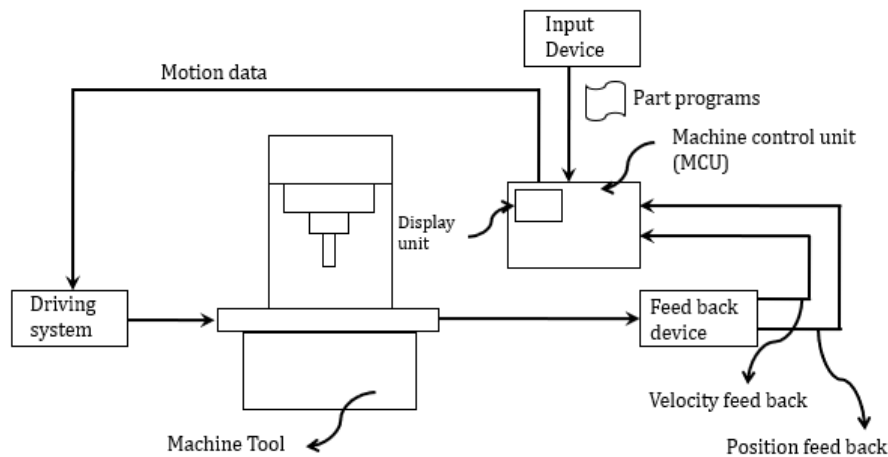 Input
Device
Motion data
Part programs
Machine control unit
(MCU)
Display
unit
Driving
system
Feed back
device
Velocity feed back
Machine Tool
Position feed back